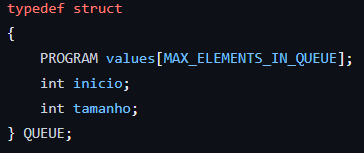 typedef struct
{
    PROGRAM values[MAX_ELEMENTS_IN_QUEUE];
    int inicio;
    int tamanho;
} QUEUE;